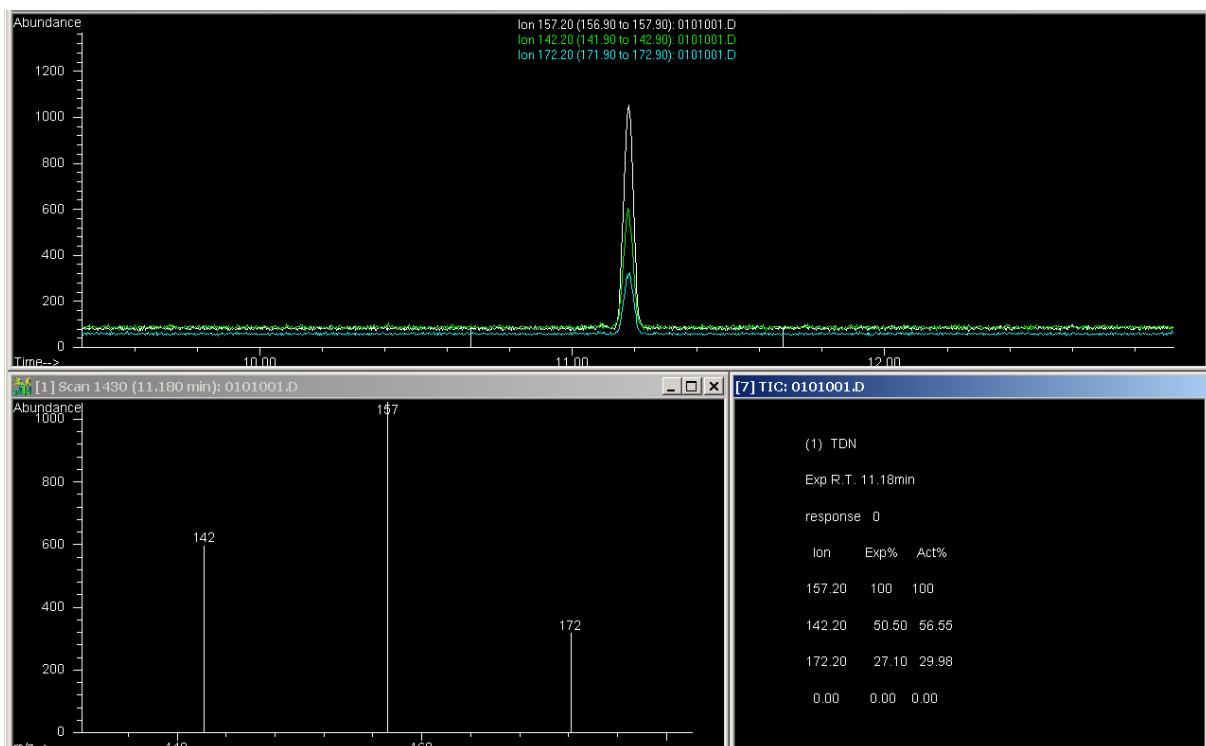 Abundance
Ion 157.20 (156.90 to 157.90): 0101001.D
Ion 142.20 (141.90 to 142.90): 0101001.D
Ion 172.20 (171.90 to 172.90): 0101001.D
1200
1000
800
600
400
200
0
Time-->
10.00
11.00
12.00
[1] Scan 1430 (11.180 min): 0101001.D
Abundance
1000
800
600
400
200
0
142
157
172
[7] TIC: 0101001.D
(1) TDN
Exp R.T. 11.18min
response 0
Ion Exp% Act%
157.20 100 100
142.20 50.50 56.55
172.20 27.10 29.98
0.00 0.00 0.00